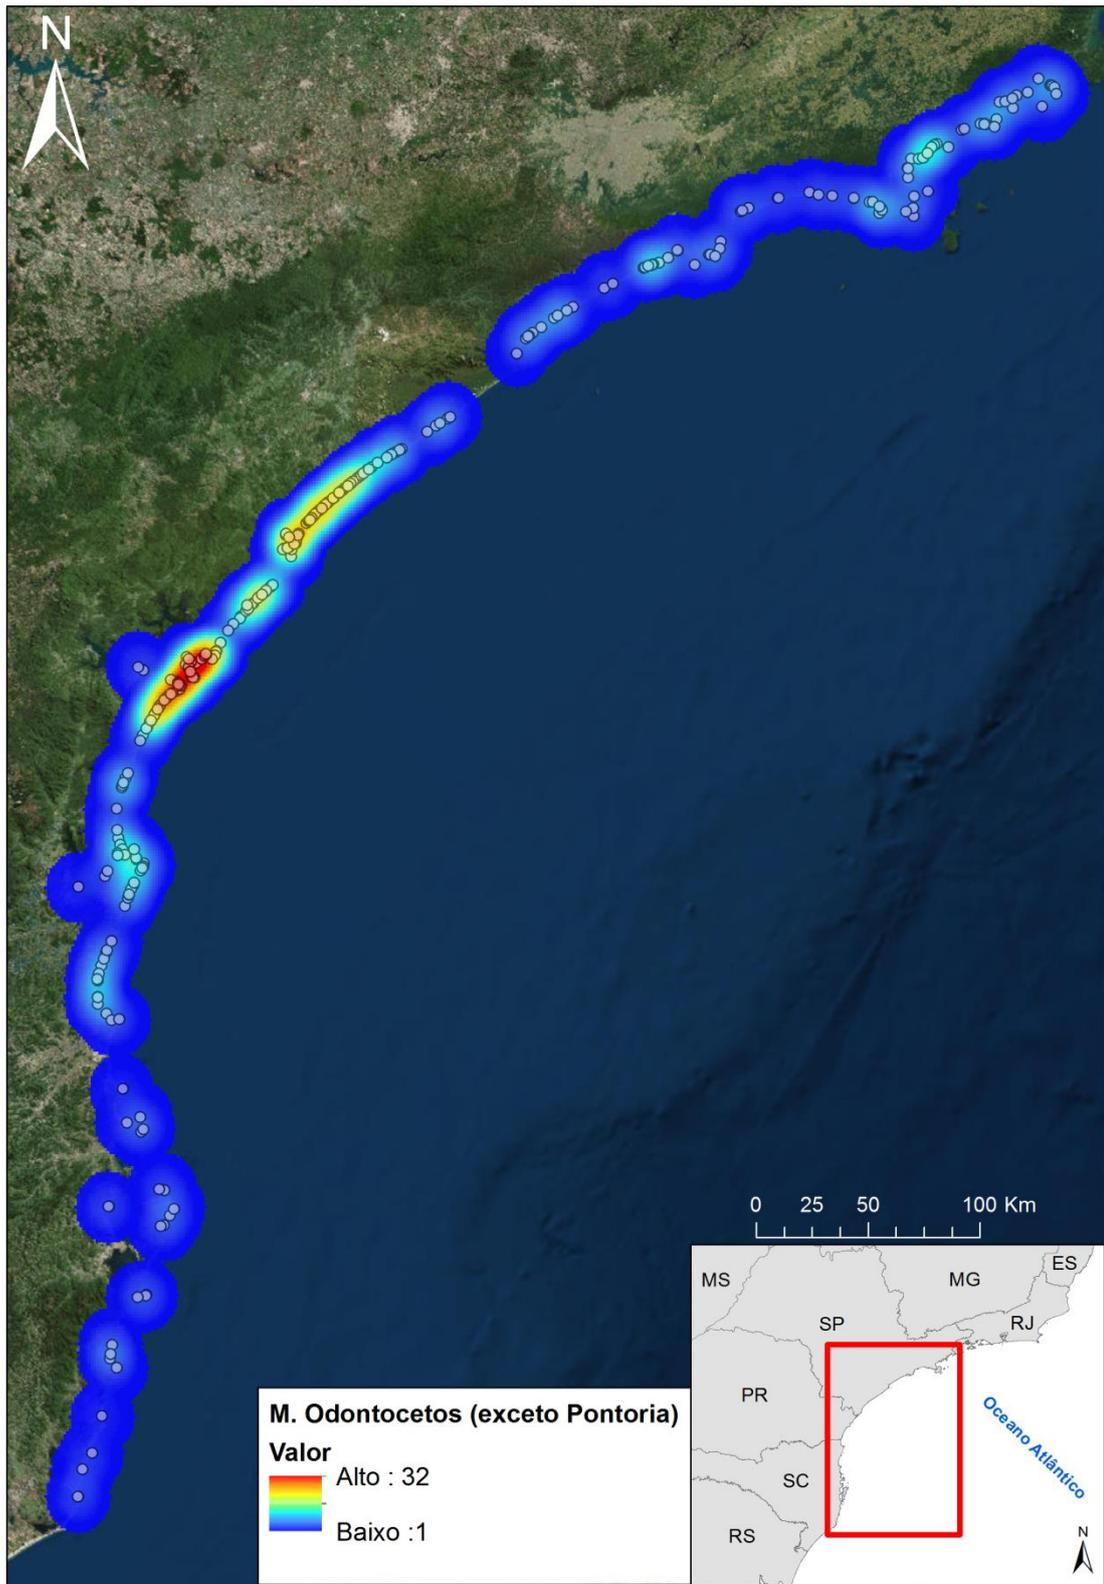 N
0 25 50 100 Km
MS
MG
ES
SP
RJ
PR
Oceano Atlântico
SC
RS
N
M. Odontocetos (exceto Pontoria)
Valor
Alto : 32
Baixo :1